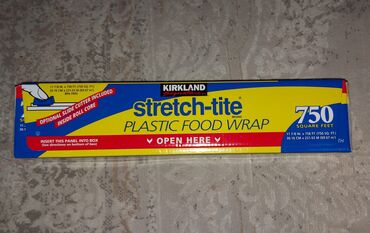 OPTIONAL SLIDE CUTTER INCLUDED
INSIDE ROLL CORE
KIRKLAND
stretch-tite
PLASTIC FOOD WRAP
750
SQUARE FEET
INSERT THIS PANEL INTO BOX
OPEN HERE